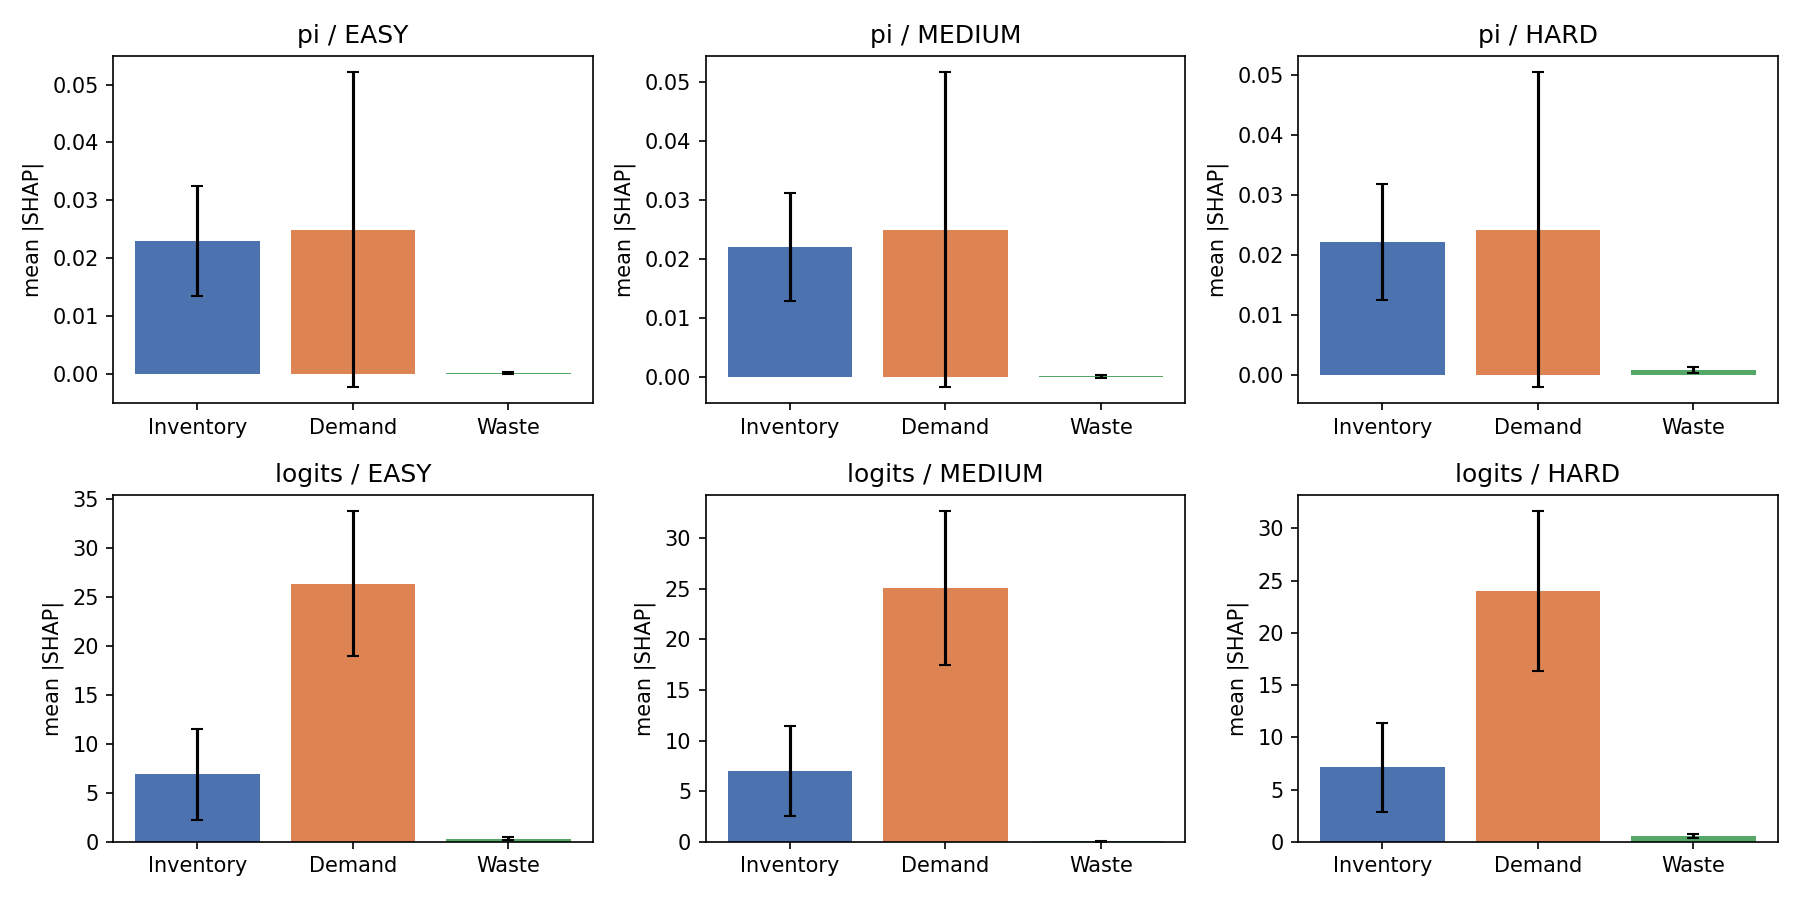 pi / EASY
mean |SHAP|
0.05
0.04
0.03
0.02
0.01
0.00
Inventory Demand Waste
pi / MEDIUM
mean |SHAP|
0.05
0.04
0.03
0.02
0.01
0.00
Inventory Demand Waste
pi / HARD
mean |SHAP|
0.05
0.04
0.03
0.02
0.01
0.00
Inventory Demand Waste
logits / EASY
mean |SHAP|
35
30
25
20
15
10
5
0
Inventory Demand Waste
logits / MEDIUM
mean |SHAP|
30
25
20
15
10
5
0
Inventory Demand Waste
logits / HARD
mean |SHAP|
30
25
20
15
10
5
0
Inventory Demand Waste